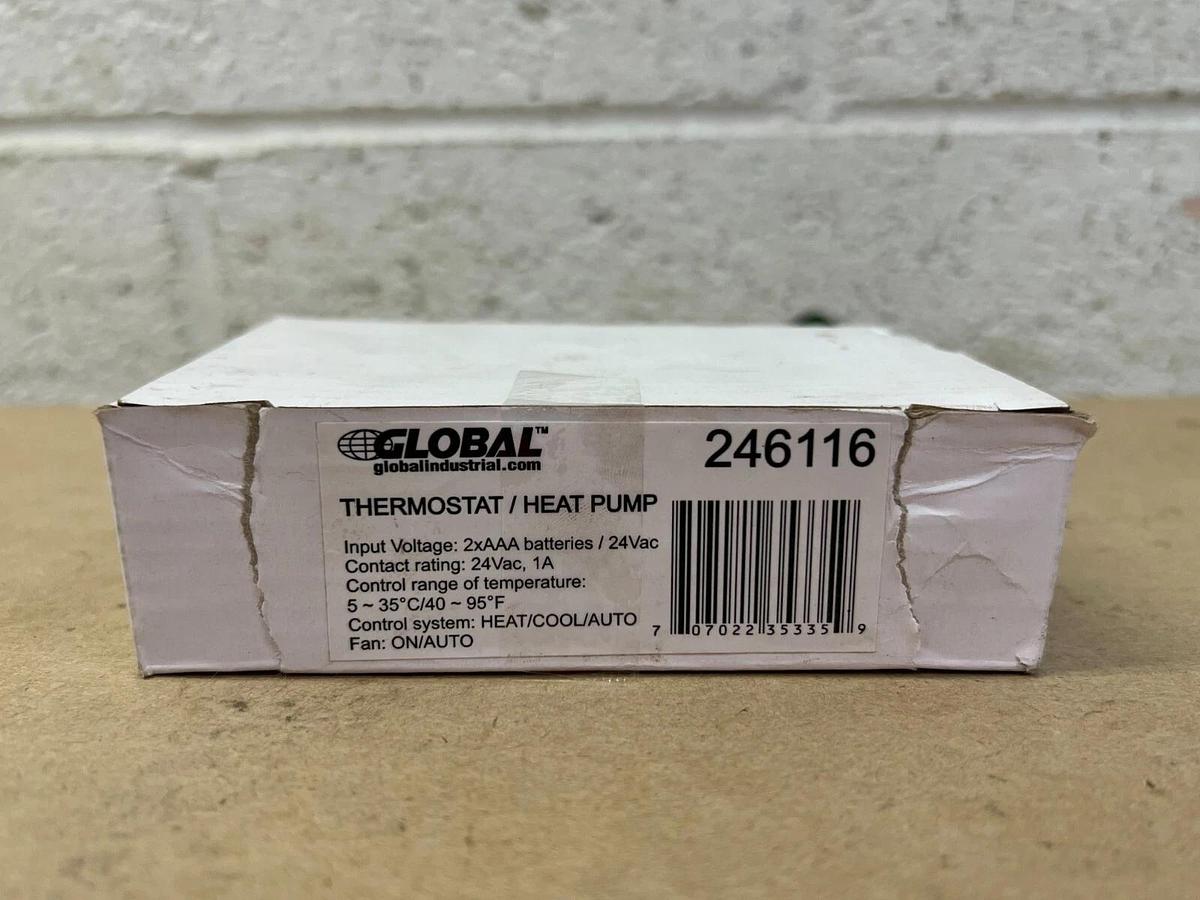 GLOBAL™
globalindustrial.com
246116
THERMOSTAT / HEAT PUMP
Input Voltage: 2xAAA batteries / 24Vac
Contact rating: 24Vac, 1A
Control range of temperature:
5 ~ 35°C/40 ~ 95°F
Control system: HEAT/COOL/AUTO
Fan: ON/AUTO
7 07022 35335 9